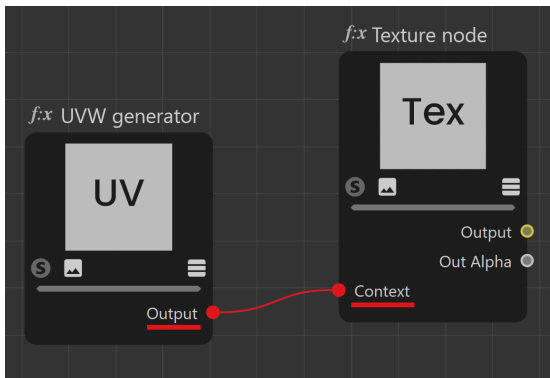 f:x Texture node
Tex
S
Output
Out Alpha
Context
f:x UVW generator
UV
S
Output